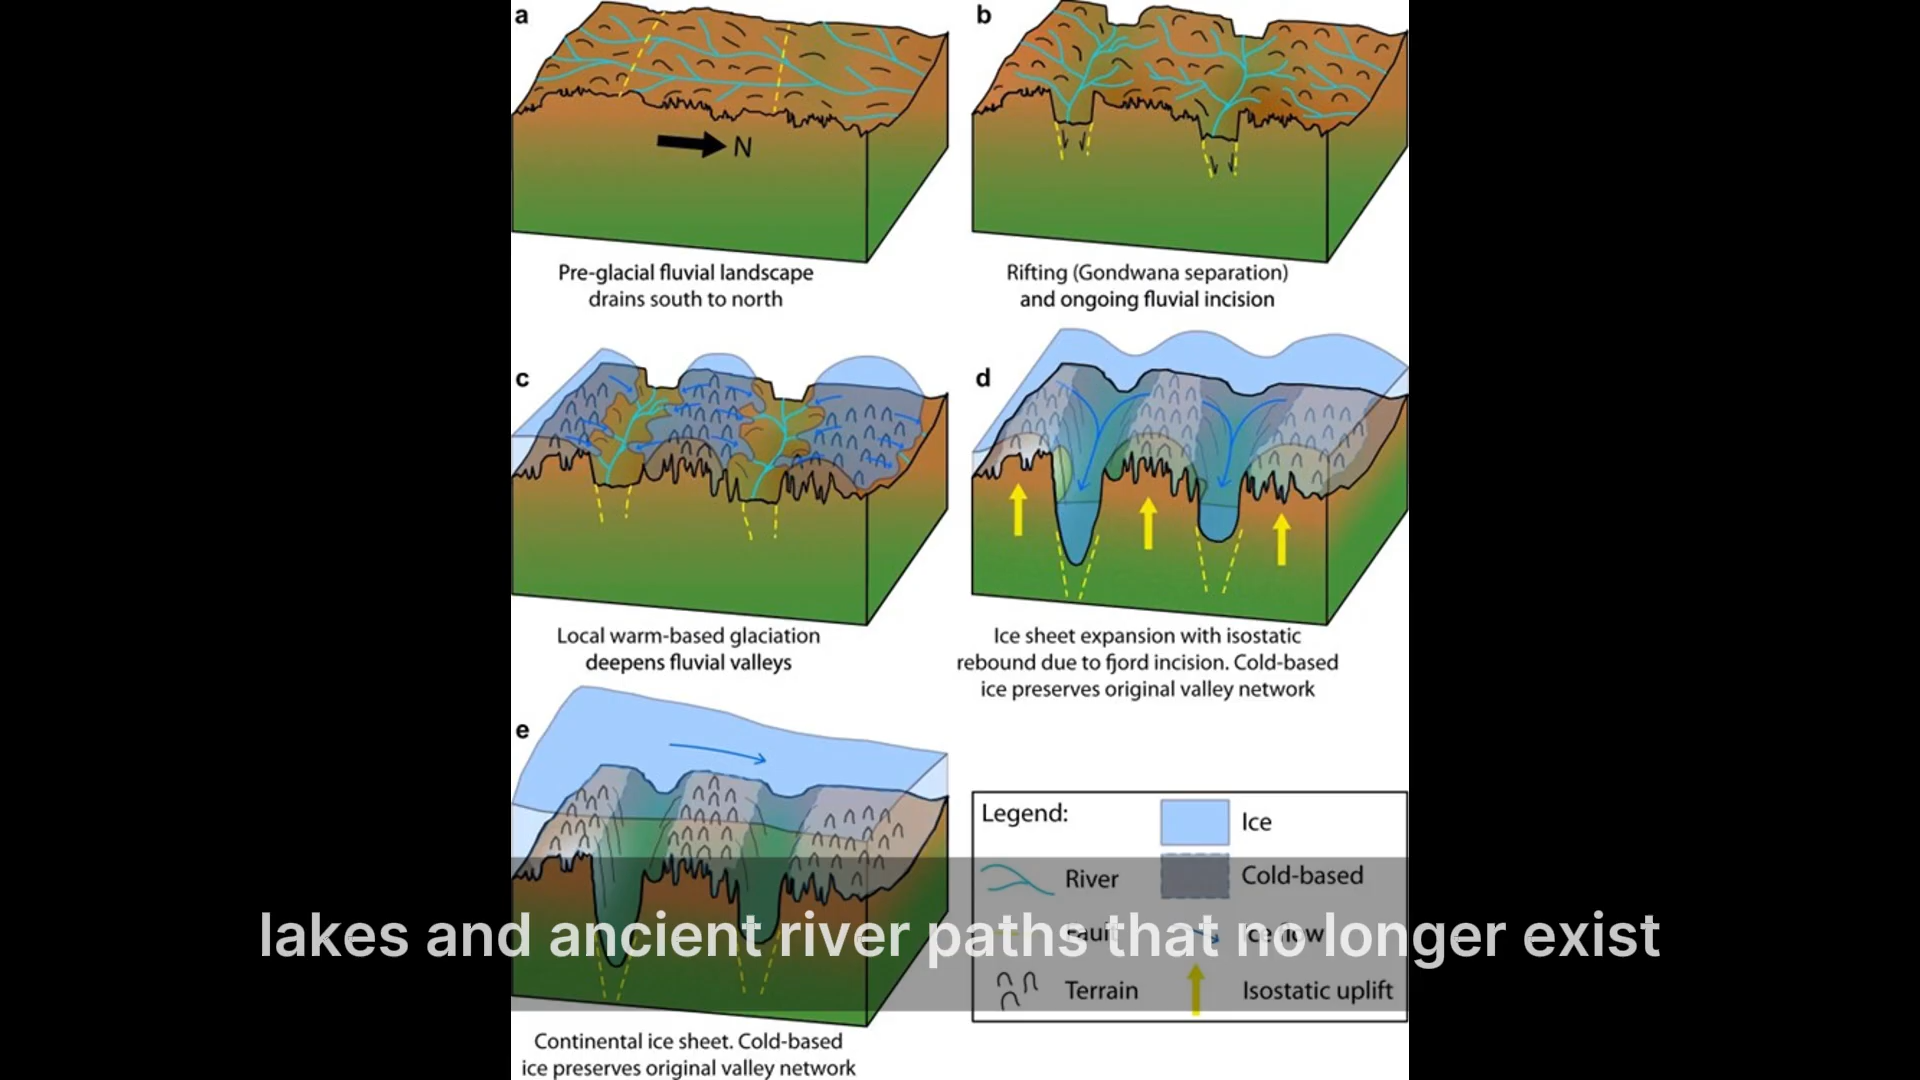 a
b
N
Pre-glacial fluvial landscape
drains south to north
Rifting (Gondwana separation)
and ongoing fluvial incision
c
d
Local warm-based glaciation
deepens fluvial valleys
Ice sheet expansion with isostatic
rebound due to fjord incision. Cold-based
ice preserves original valley network
e
Legend:
Ice
River
Cold-based
Fault
Ice flow
lakes and ancient river paths that no longer exist
Terrain
Isostatic uplift
Continental ice sheet. Cold-based
ice preserves original valley network